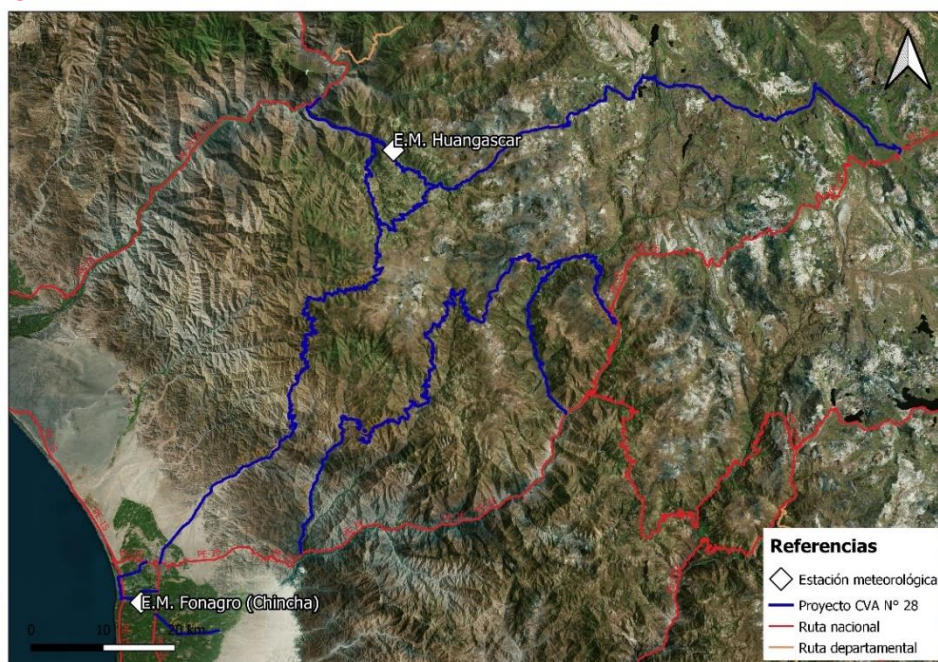 E.M. Huangascar
E.M. Fonagro (Chincha)
0 10 20 km
Referencias
Estación meteorológica
Proyecto CVA N° 28
Ruta nacional
Ruta departamental